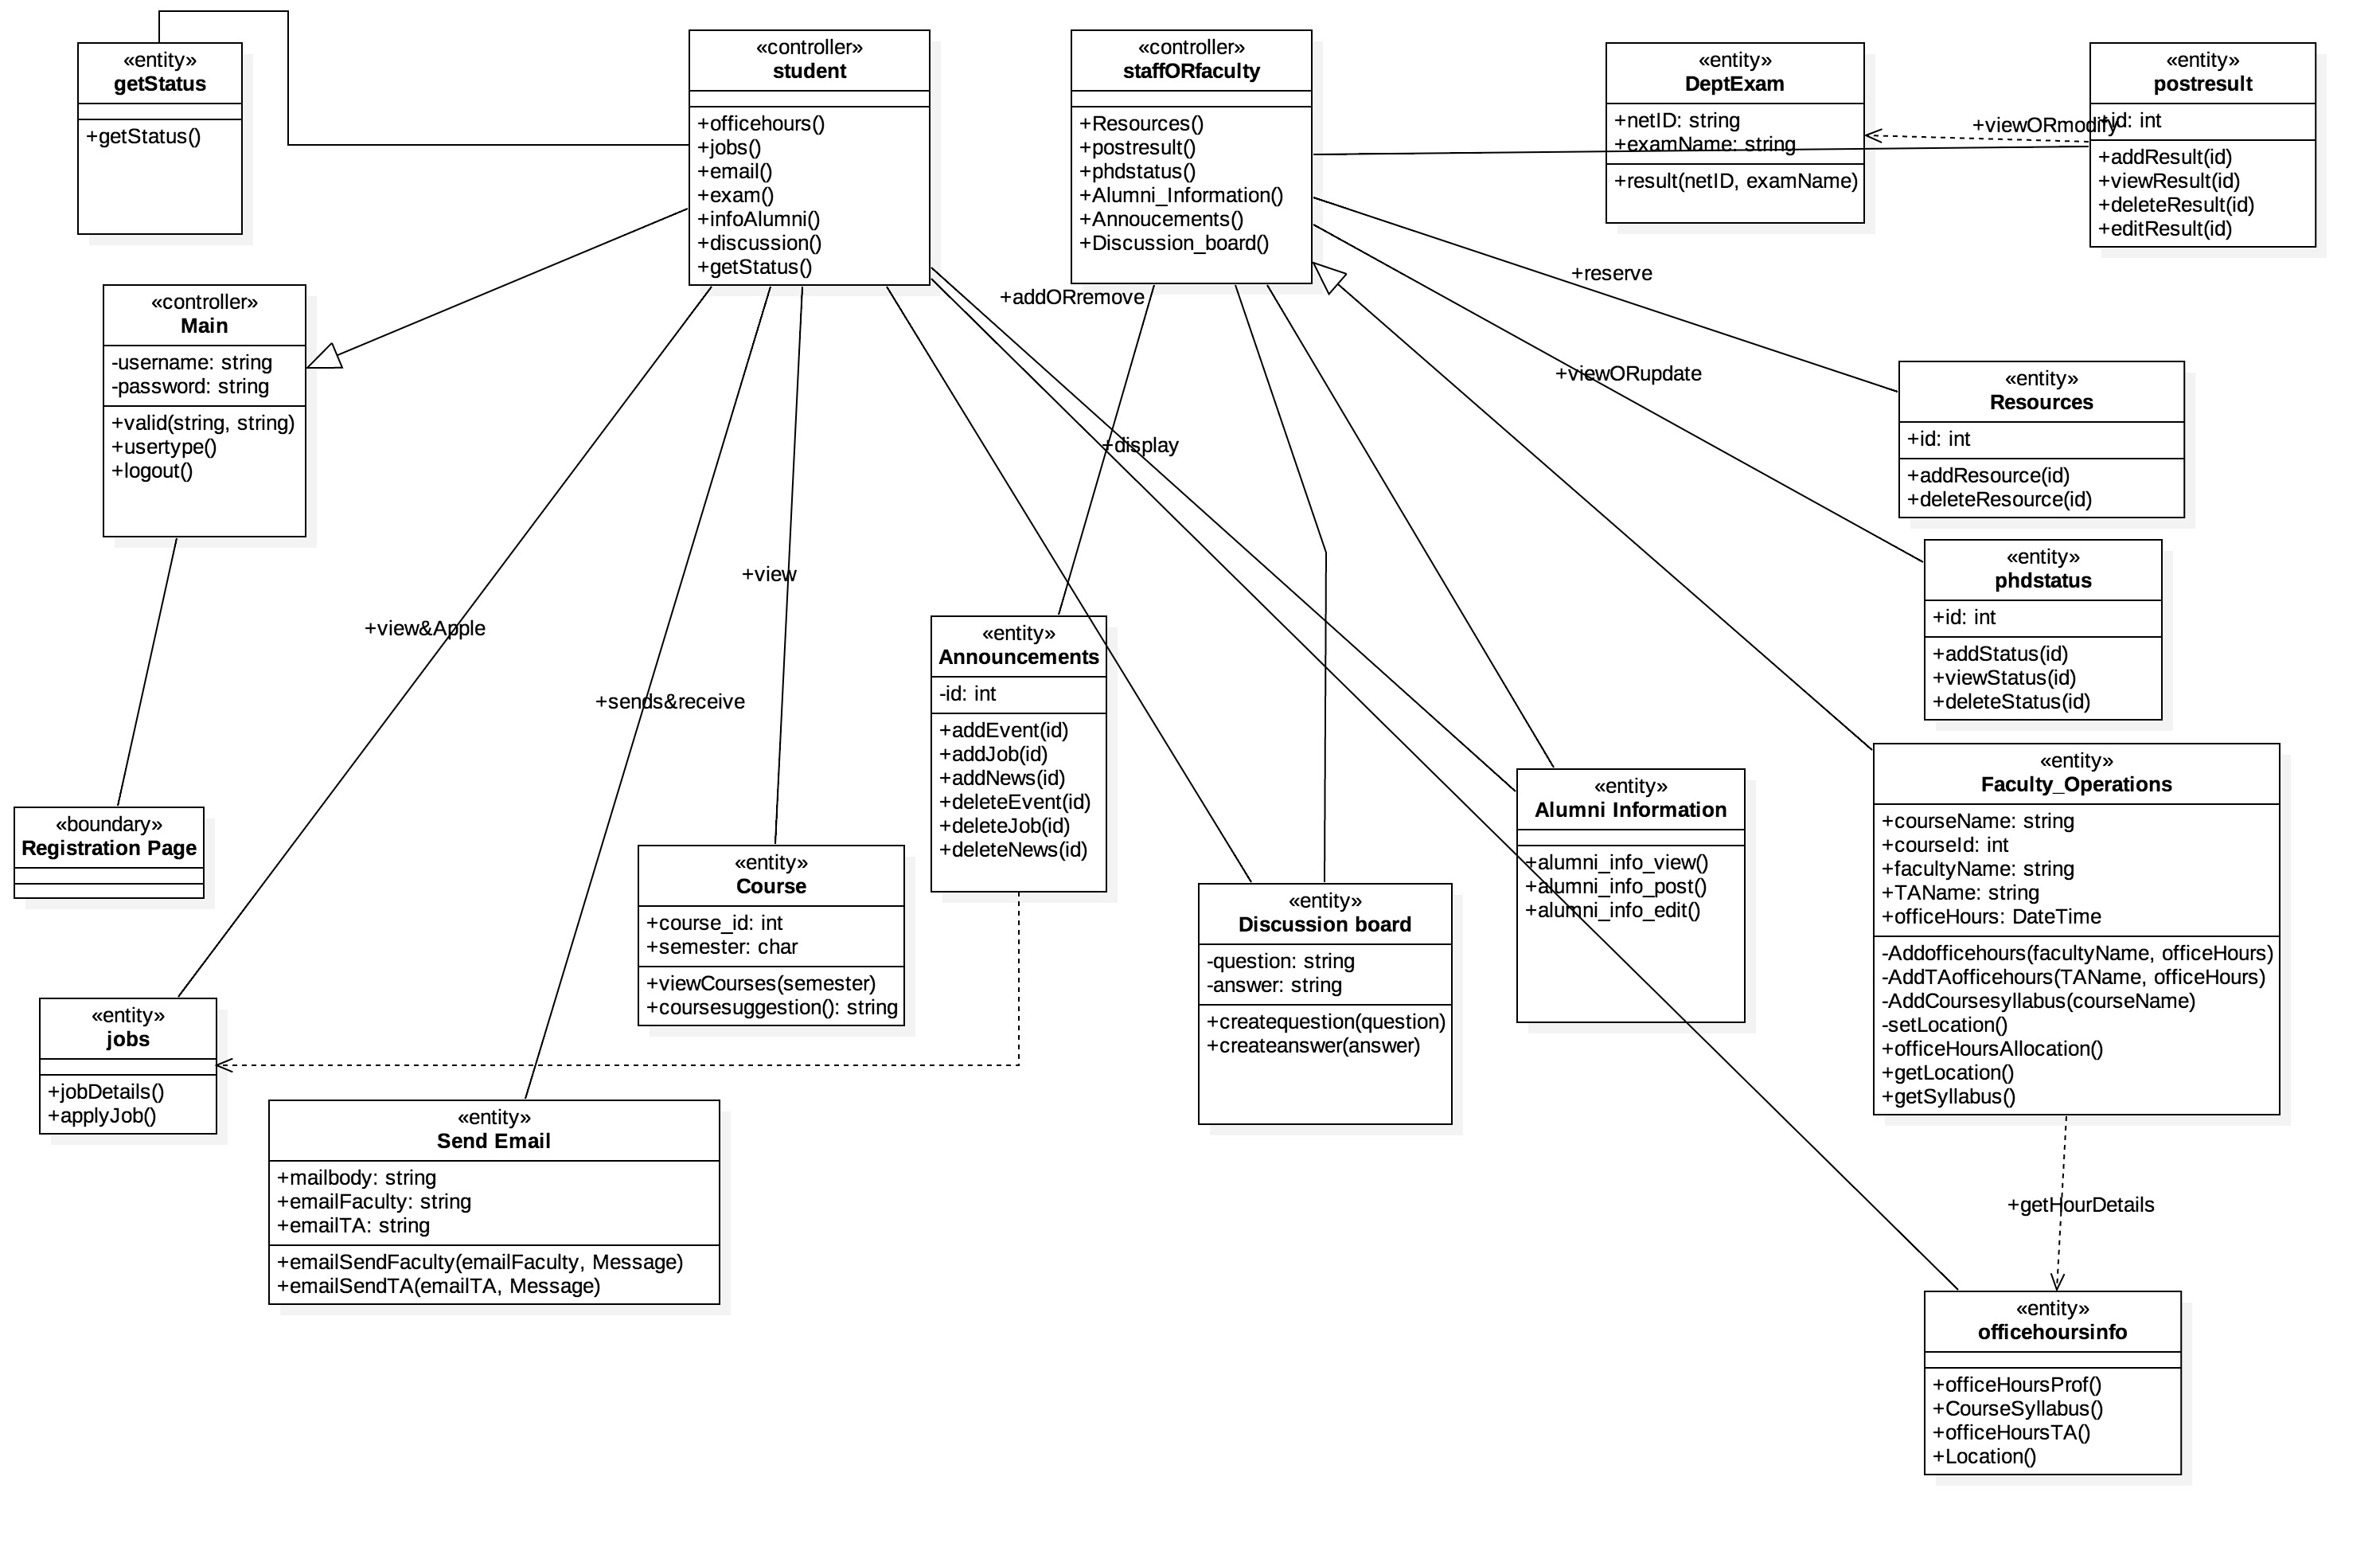 «entity»
getStatus
+getStatus()
«controller»
student
+officehours()
+jobs()
+email()
+exam()
+infoAlumni()
+discussion()
+getStatus()
«controller»
staffORfaculty
+Resources()
+postresult()
+phdstatus()
+Alumni_Information()
+Annoucements()
+Discussion_board()
«entity»
DeptExam
+netID: string
+examName: string
+result(netID, examName)
+viewORmodify
«entity»
postresult
+id: int
+addResult(id)
+viewResult(id)
+deleteResult(id)
+editResult(id)
«controller»
Main
-username: string
-password: string
+valid(string, string)
+usertype()
+logout()
+addORremove
+reserve
+viewORupdate
+display
«entity»
Resources
+id: int
+addResource(id)
+deleteResource(id)
«entity»
phdstatus
+id: int
+addStatus(id)
+viewStatus(id)
+deleteStatus(id)
+view
+view&Apple
+sends&receive
«entity»
Announcements
-id: int
+addEvent(id)
+addJob(id)
+addNews(id)
+deleteEvent(id)
+deleteJob(id)
+deleteNews(id)
«boundary»
Registration Page
«entity»
Course
+course_id: int
+semester: char
+viewCourses(semester)
+coursesuggestion(): string
«entity»
Discussion board
-question: string
-answer: string
+createquestion(question)
+createanswer(answer)
«entity»
Alumni Information
+alumni_info_view()
+alumni_info_post()
+alumni_info_edit()
«entity»
Faculty_Operations
+courseName: string
+courseId: int
+facultyName: string
+TAName: string
+officeHours: DateTime
-Addofficehours(facultyName, officeHours)
-AddTAofficehours(TAName, officeHours)
-AddCoursesyllabus(courseName)
-setLocation()
+officeHoursAllocation()
+getLocation()
+getSyllabus()
«entity»
jobs
+jobDetails()
+applyJob()
«entity»
Send Email
+mailbody: string
+emailFaculty: string
+emailTA: string
+emailSendFaculty(emailFaculty, Message)
+emailSendTA(emailTA, Message)
+getHourDetails
«entity»
officehoursinfo
+officeHoursProf()
+CourseSyllabus()
+officeHoursTA()
+Location()